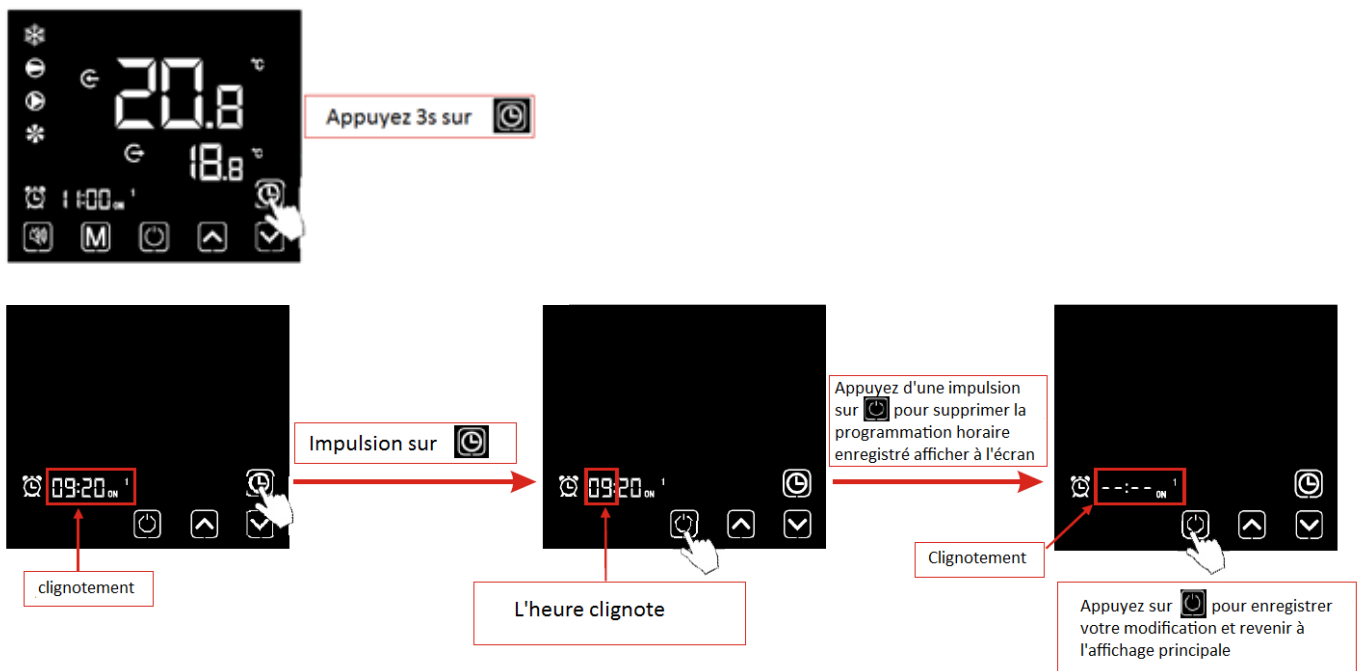 20.8 °C
Appuyez 3s sur
18.8 °C
11:00 ON 1
M
09:20 ON 1
clignotement
Impulsion sur
09:20 ON 1
L'heure clignote
Appuyez d'une impulsion
sur pour supprimer la
programmation horaire
enregistré afficher à l'écran
--:-- ON 1
Clignotement
Appuyez sur pour enregistrer
votre modification et revenir à
l'affichage principale